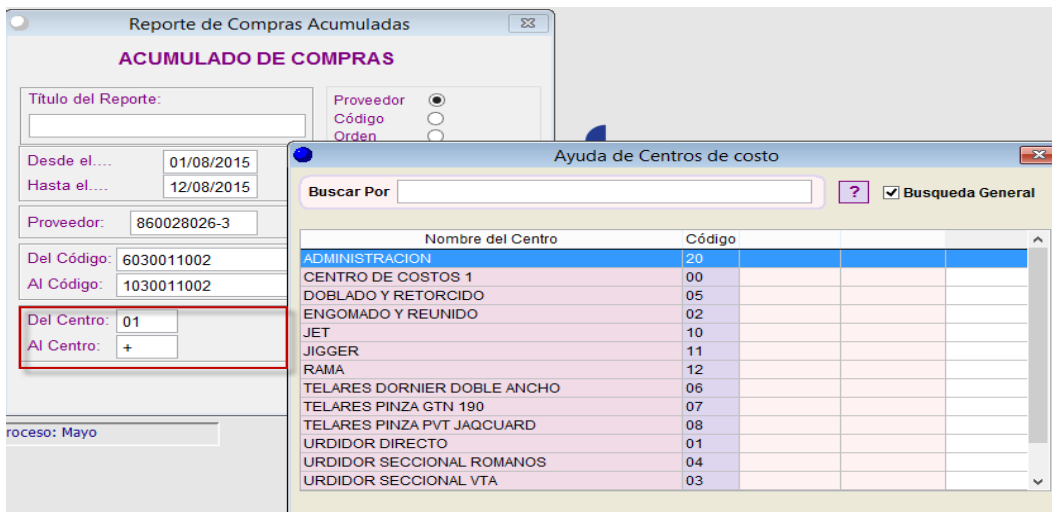 Reporte de Compras Acumuladas
ACUMULADO DE COMPRAS
Título del Reporte:
Proveedor
Código
Orden
Desde el.... 01/08/2015
Hasta el.... 12/08/2015
Proveedor: 860028026-3
Del Código: 6030011002
Al Código: 1030011002
Del Centro: 01
Al Centro: +
roceso: Mayo
Ayuda de Centros de costo
Buscar Por ? Busqueda General
Nombre del Centro Código
ADMINISTRACION 20
CENTRO DE COSTOS 1 00
DOBLADO Y RETORCIDO 05
ENGOMADO Y REUNIDO 02
JET 10
JIGGER 11
RAMA 12
TELARES DORNIER DOBLE ANCHO 06
TELARES PINZA GTN 190 07
TELARES PINZA PVT JAQCUARD 08
URDIDOR DIRECTO 01
URDIDOR SECCIONAL ROMANOS 04
URDIDOR SECCIONAL VTA 03